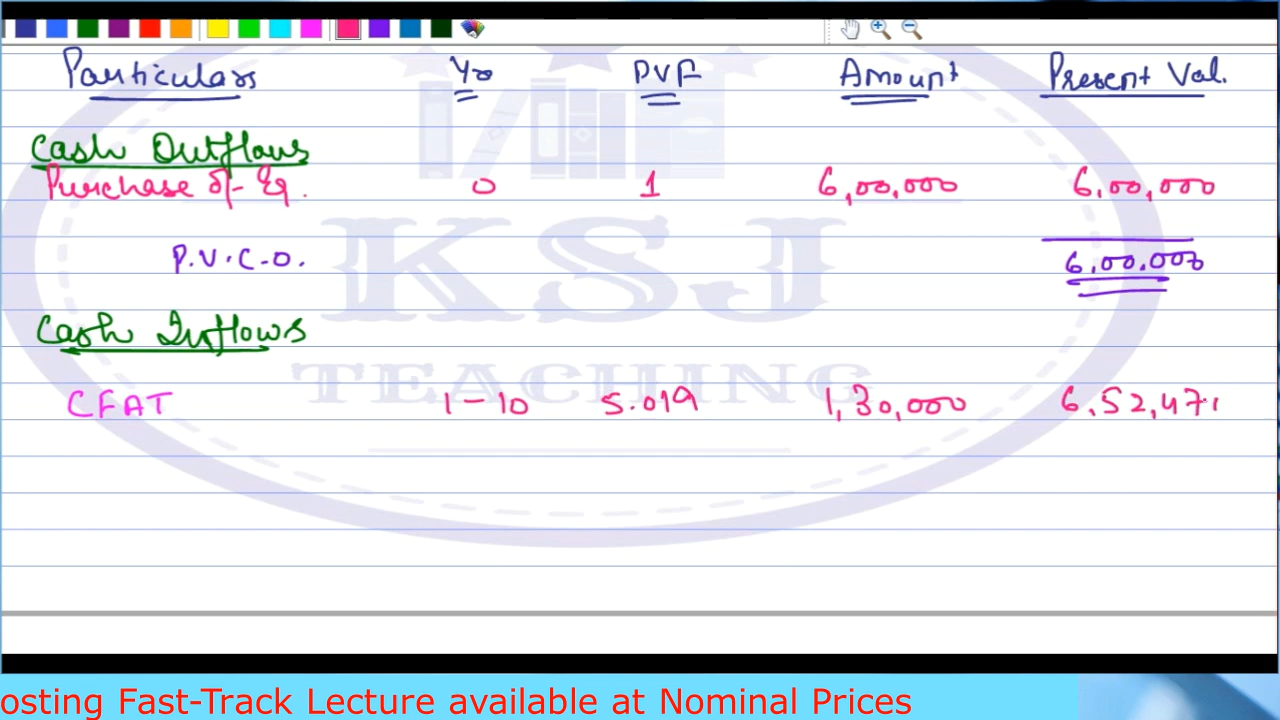 Particulars Yr PVF Amount Present Val.
Cash Outflows
Purchase of Eq. 0 1 6,00,000 6,00,000
P.V.C.O. 6,00,000
Cash Inflows
CFAT 1-10 5.019 1,30,000 6,52,47
KSJ
TEACHING
osting Fast-Track Lecture available at Nominal Prices